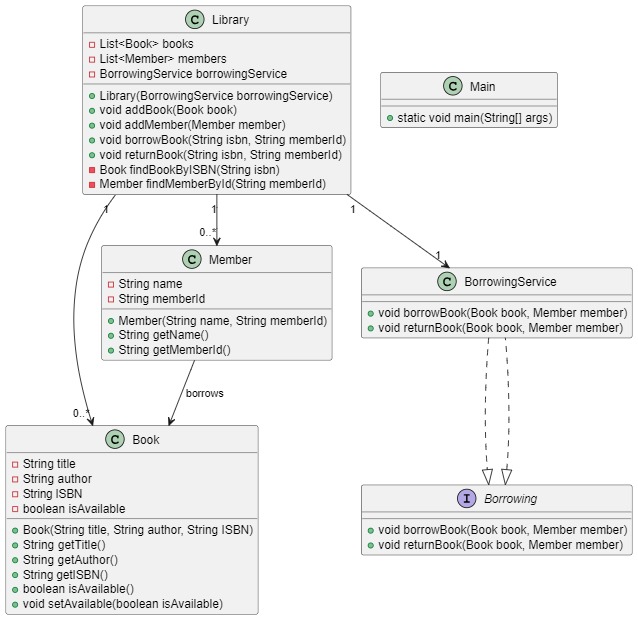 C Library
List<Book> books
List<Member> members
BorrowingService borrowingService
Library(BorrowingService borrowingService)
void addBook(Book book)
void addMember(Member member)
void borrowBook(String isbn, String memberId)
void returnBook(String isbn, String memberId)
Book findBookByISBN(String isbn)
Member findMemberById(String memberId)
C Main
static void main(String[] args)
1
1
1
0..*
1
C Member
String name
String memberId
Member(String name, String memberId)
String getName()
String getMemberId()
C BorrowingService
void borrowBook(Book book, Member member)
void returnBook(Book book, Member member)
borrows
0..*
C Book
String title
String author
String ISBN
boolean isAvailable
Book(String title, String author, String ISBN)
String getTitle()
String getAuthor()
String getISBN()
boolean isAvailable()
void setAvailable(boolean isAvailable)
I Borrowing
void borrowBook(Book book, Member member)
void returnBook(Book book, Member member)